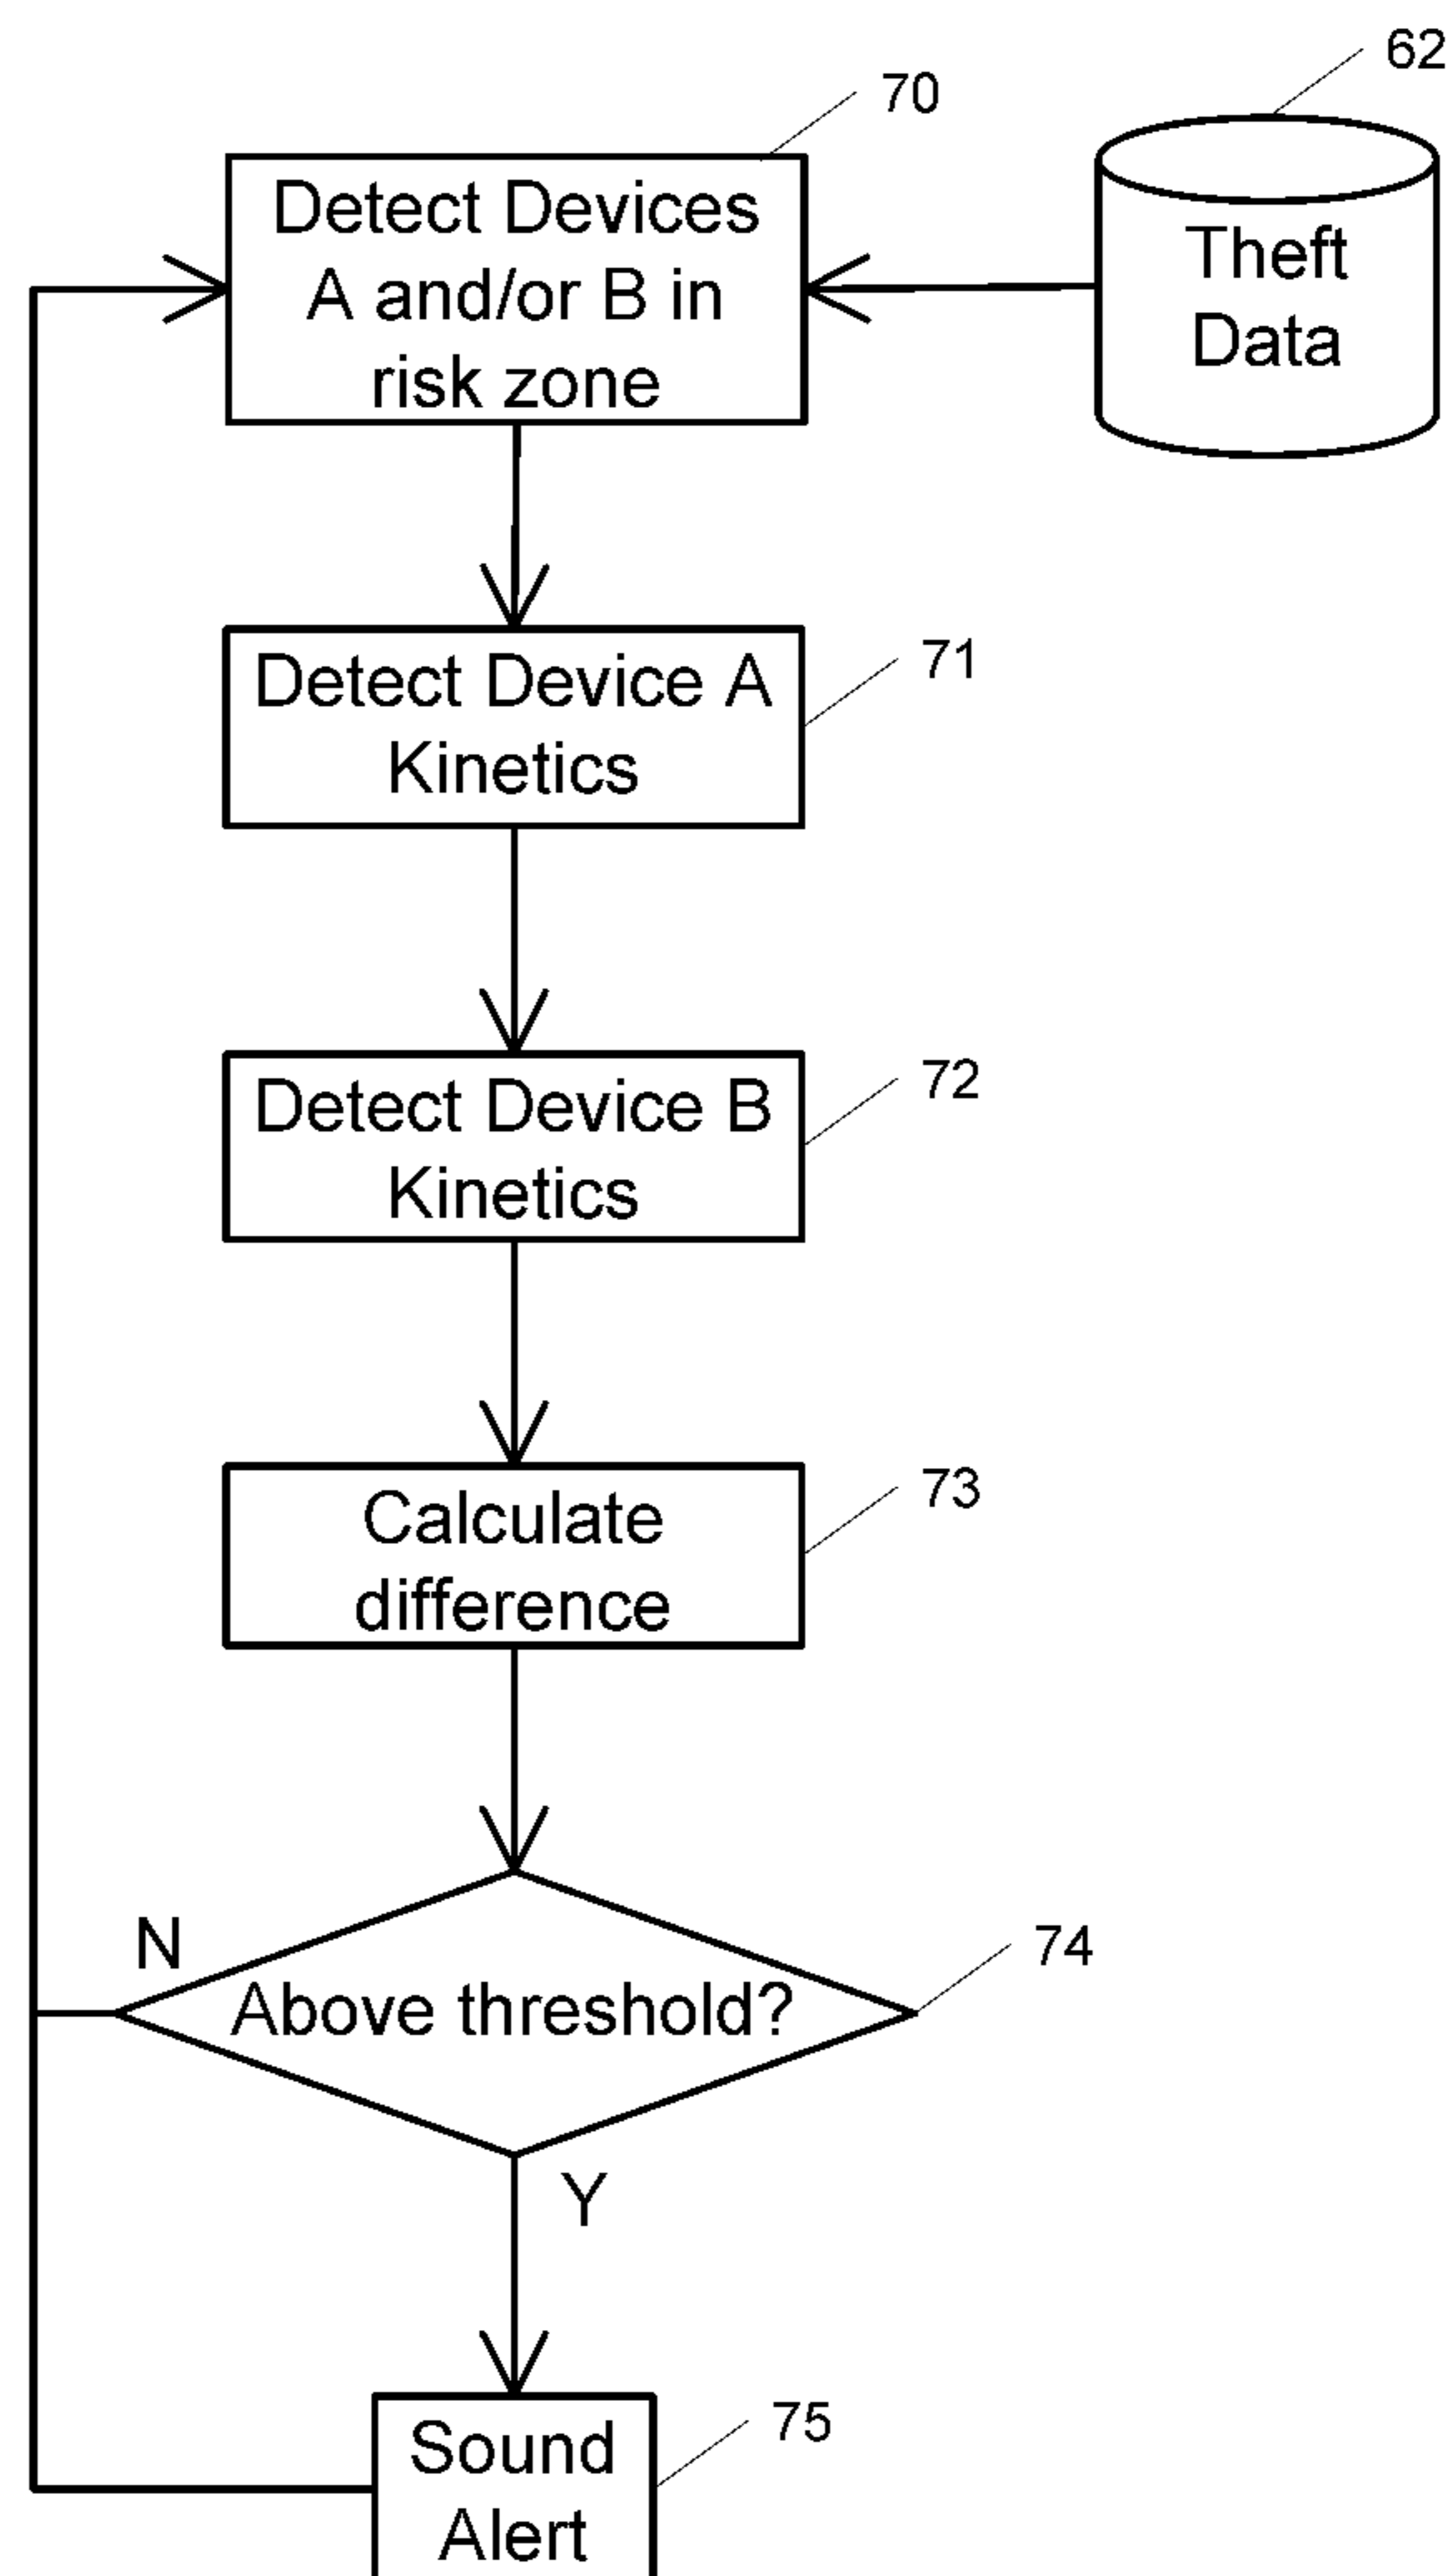 62
70
Detect Devices
A and/or B in
risk zone
Theft
Data
71
Detect Device A
Kinetics
72
Detect Device B
Kinetics
73
Calculate
difference
N
74
Above threshold?
Y
75
Sound
Alert